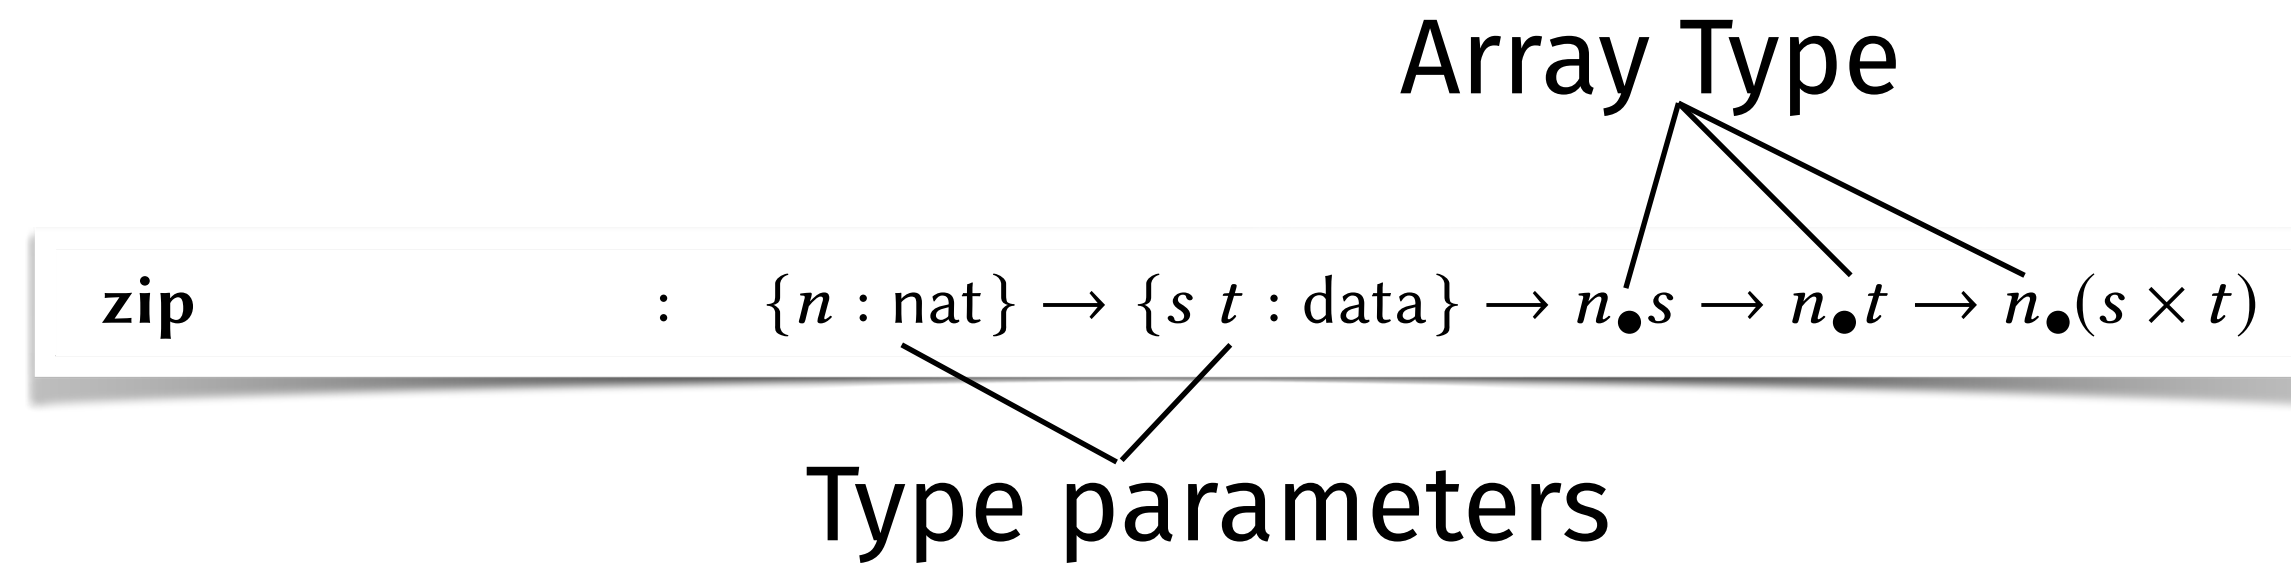 Array Type
zip : {n : nat} → {s t : data} → n●s → n●t → n●(s × t)
Type parameters